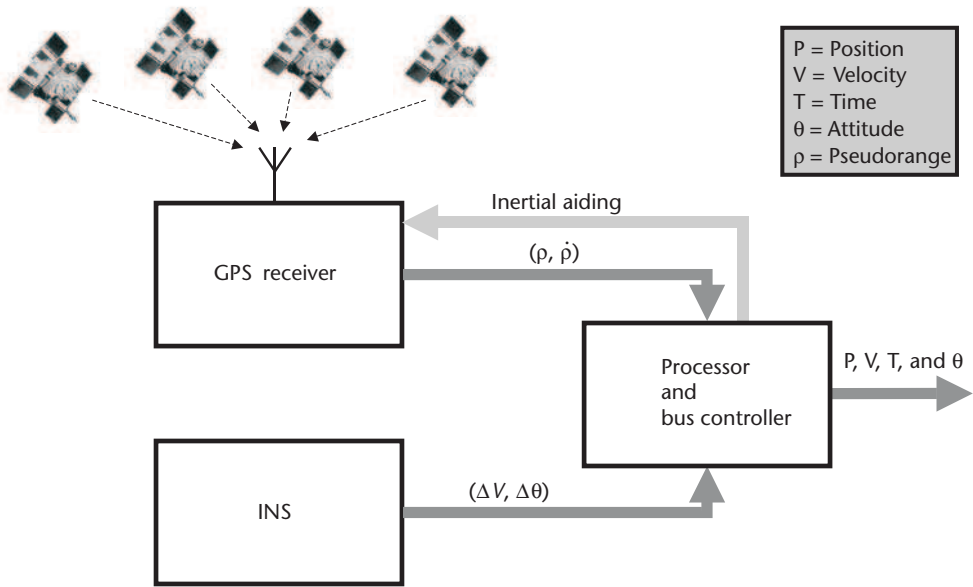 P = Position
V = Velocity
T = Time
θ = Attitude
ρ = Pseudorange
Inertial aiding
(ρ, ρ̇)
GPS receiver
Processor
and
bus controller
P, V, T, and θ
(ΔV, Δθ)
INS